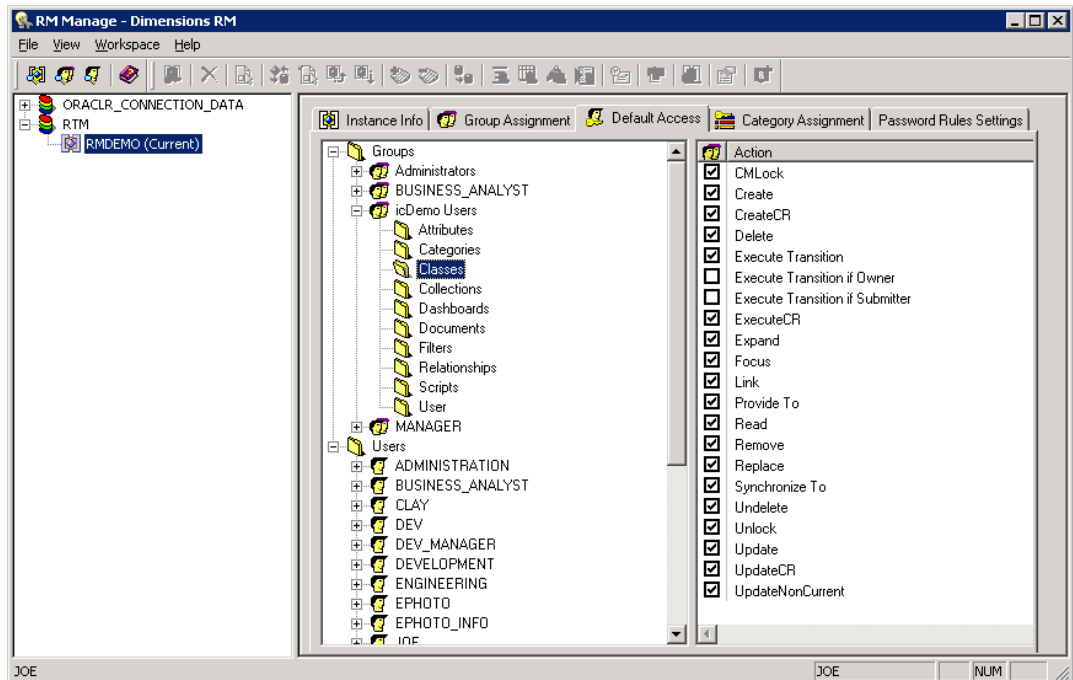 RM Manage - Dimensions RM
File View Workspace Help
ORACLR_CONNECTION_DATA
RTM
RMDEMO (Current)
Instance Info Group Assignment Default Access Category Assignment Password Rules Settings
Groups
Administrators
BUSINESS_ANALYST
icDemo Users
Attributes
Categories
Classes
Collections
Dashboards
Documents
Filters
Relationships
Scripts
User
MANAGER
Users
ADMINISTRATION
BUSINESS_ANALYST
CLAY
DEV
DEV_MANAGER
DEVELOPMENT
ENGINEERING
EPHOTO
EPHOTO_INFO
JOE
Action
CMLock
Create
CreateCR
Delete
Execute Transition
Execute Transition if Owner
Execute Transition if Submitter
ExecuteCR
Expand
Focus
Link
Provide To
Read
Remove
Replace
Synchronize To
Undelete
Unlock
Update
UpdateCR
UpdateNonCurrent
JOE JOE NUM